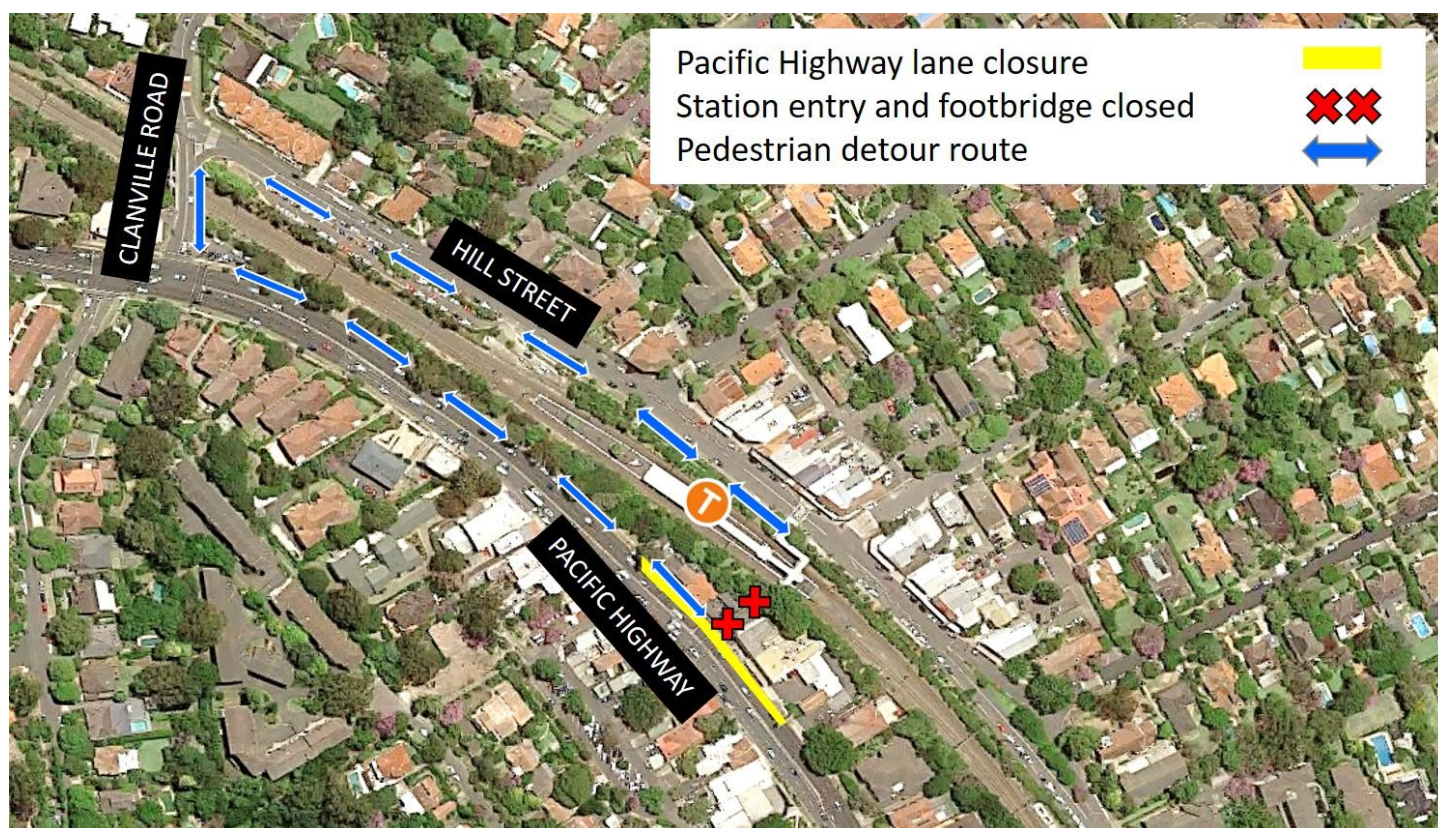 Pacific Highway lane closure
Station entry and footbridge closed
Pedestrian detour route
CLANVILLE ROAD
HILL STREET
T
PACIFIC HIGHWAY